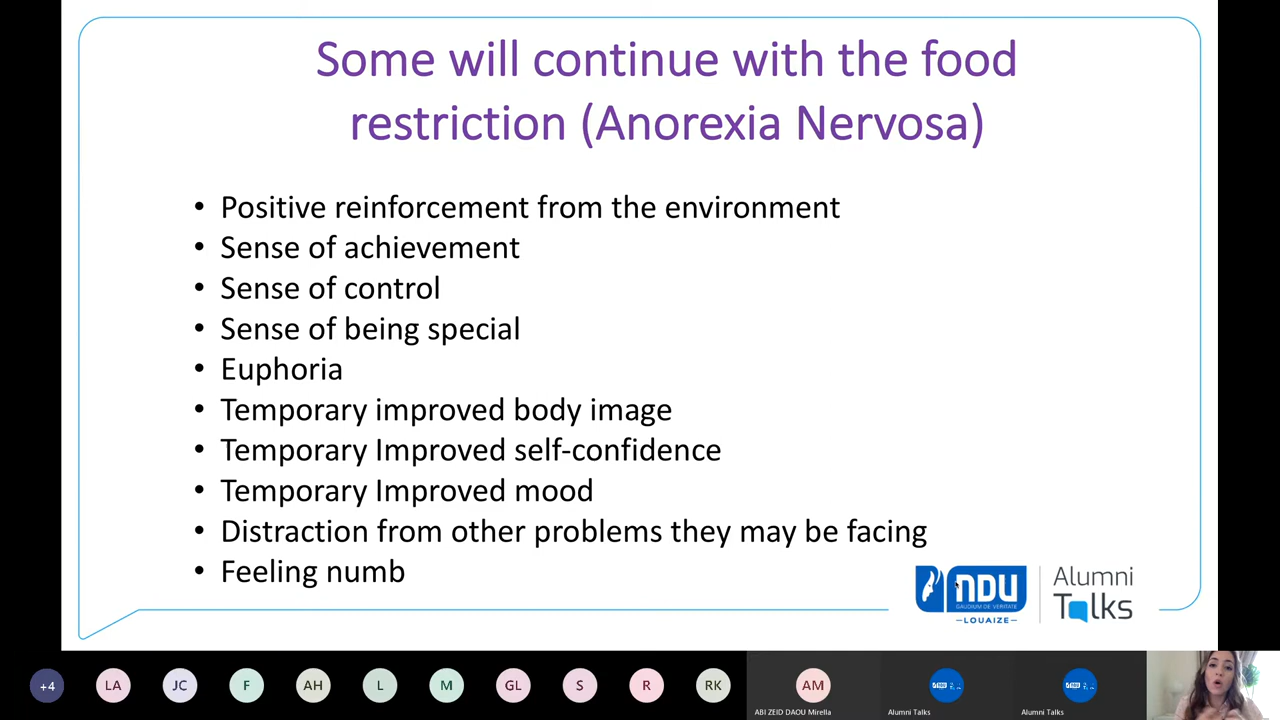 Some will continue with the food
restriction (Anorexia Nervosa)
• Positive reinforcement from the environment
• Sense of achievement
• Sense of control
• Sense of being special
• Euphoria
• Temporary improved body image
• Temporary Improved self-confidence
• Temporary Improved mood
• Distraction from other problems they may be facing
• Feeling numb
NDU
GAUDIUM DE VERITATE
—LOUAIZE—
Alumni
Talks
+4
LA
JC
F
AH
L
M
GL
S
R
RK
AM
ABI ZEID DAOU Mirella
Alumni Talks
Alumni Talks